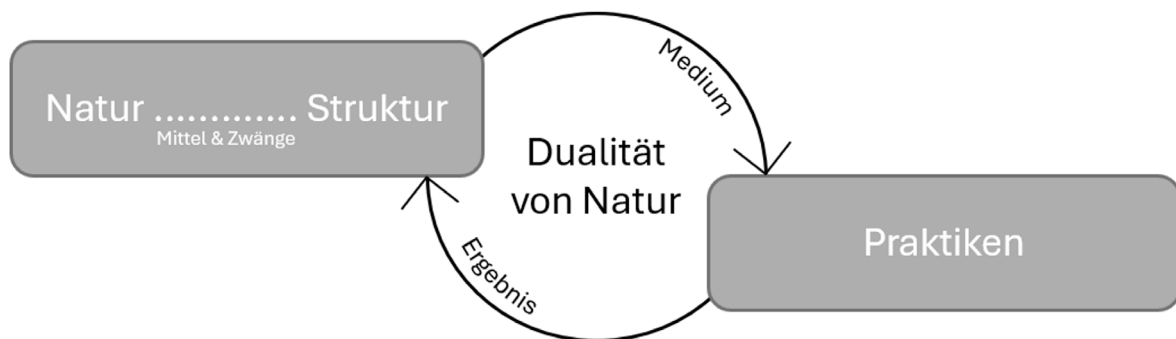 Natur ............. Struktur
Mittel & Zwänge
Medium
Dualität
von Natur
Praktiken
Ergebnis